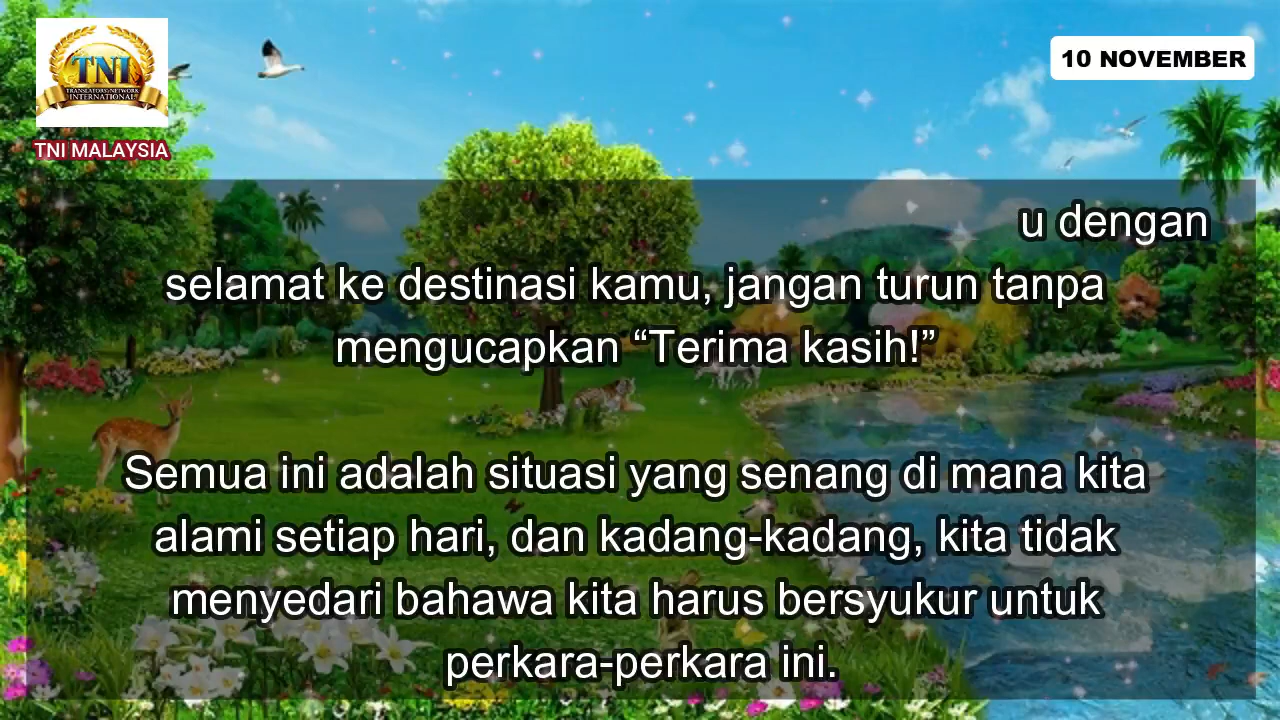 TNI
TRANSLATORS NETWORK
INTERNATIONAL
TNI MALAYSIA
10 NOVEMBER
u dengan
selamat ke destinasi kamu, jangan turun tanpa
mengucapkan “Terima kasih!”
Semua ini adalah situasi yang senang di mana kita
alami setiap hari, dan kadang-kadang, kita tidak
menyedari bahawa kita harus bersyukur untuk
perkara-perkara ini.